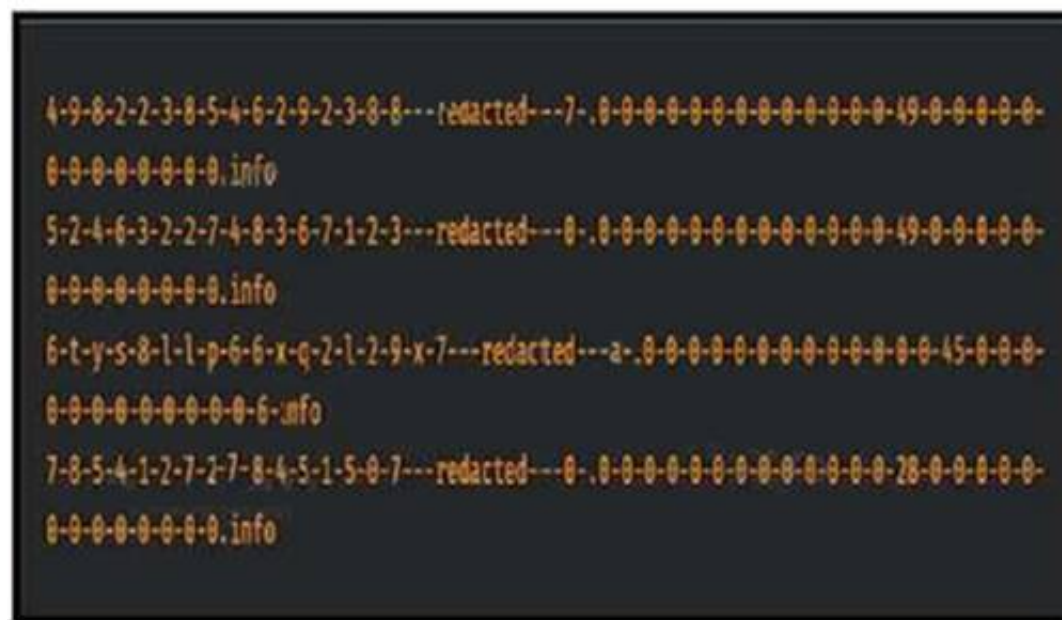 4-9-8-2-2-3-8-5-4-6-2-9-2-3-8-8---redacted---7-.0-0-0-0-0-0-0-0-0-0-0-0-0-49-0-0-0-0-0-
0-0-0-0-0-0-0-0.info
5-2-4-6-3-2-2-7-4-8-3-6-7-1-2-3---redacted---0-.0-0-0-0-0-0-0-0-0-0-0-0-0-49-0-0-0-0-0-
0-0-0-0-0-0-0-0.info
6-t-y-s-8-l-l-p-6-6-x-q-2-l-2-9-x-7---redacted---a-.0-0-0-0-0-0-0-0-0-0-0-0-0-45-0-0-0-
0-0-0-0-0-0-0-0-0-6-info
7-8-5-4-1-2-7-2-7-8-4-5-1-5-0-7---redacted---0-.0-0-0-0-0-0-0-0-0-0-0-0-0-28-0-0-0-0-0-
0-0-0-0-0-0-0-0.info